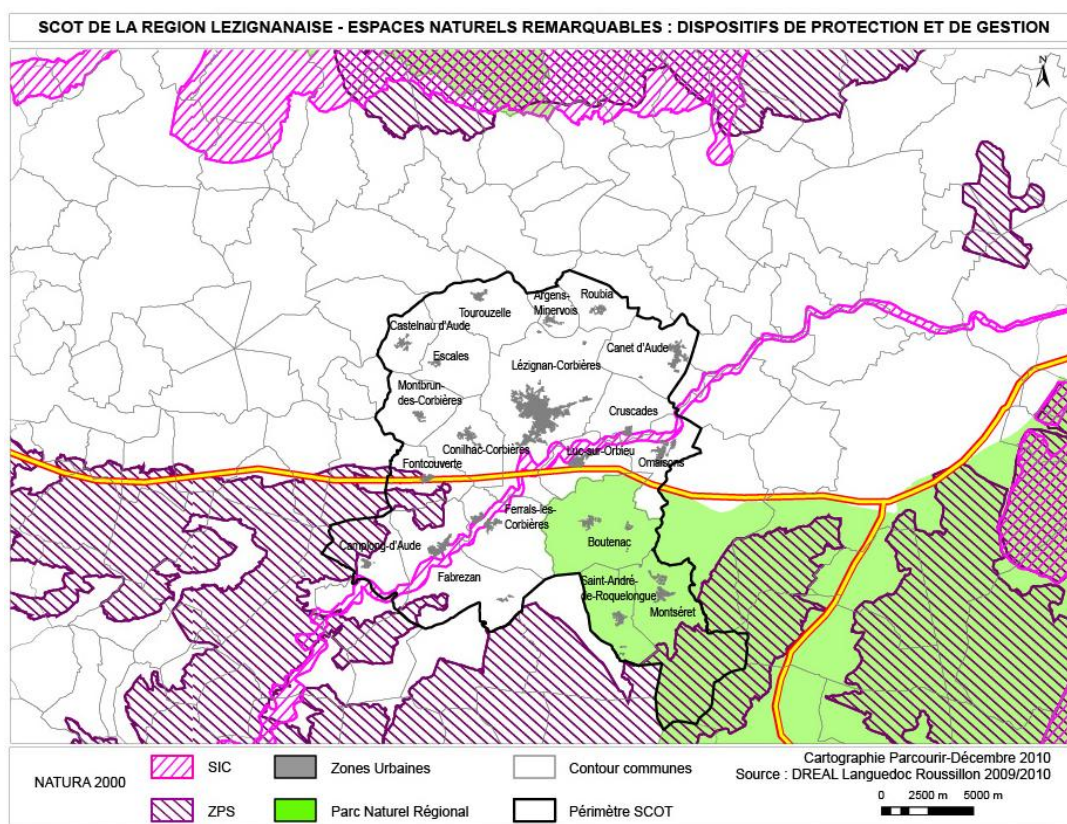 SCOT DE LA REGION LEZIGNANAISE - ESPACES NATURELS REMARQUABLES : DISPOSITIFS DE PROTECTION ET DE GESTION
N
Tourouzelle
Argens-
Minervois
Roubia
Castelnau d'Aude
Escales
Canet d'Aude
Lézignan-Corbières
Montbrun-
des-Corbières
Cruscades
Conilhac-Corbières
Luc-sur-Orbieu
Ornaisons
Fontcouverte
Ferrals-les-
Corbières
Boutenac
Camplong-d'Aude
Fabrezan
Saint-André-
de-Roquelongue
Montséret
NATURA 2000
SIC
ZPS
Zones Urbaines
Parc Naturel Régional
Contour communes
Périmètre SCOT
Cartographie Parcourir-Décembre 2010
Source : DREAL Languedoc Roussillon 2009/2010
0 2500 m 5000 m